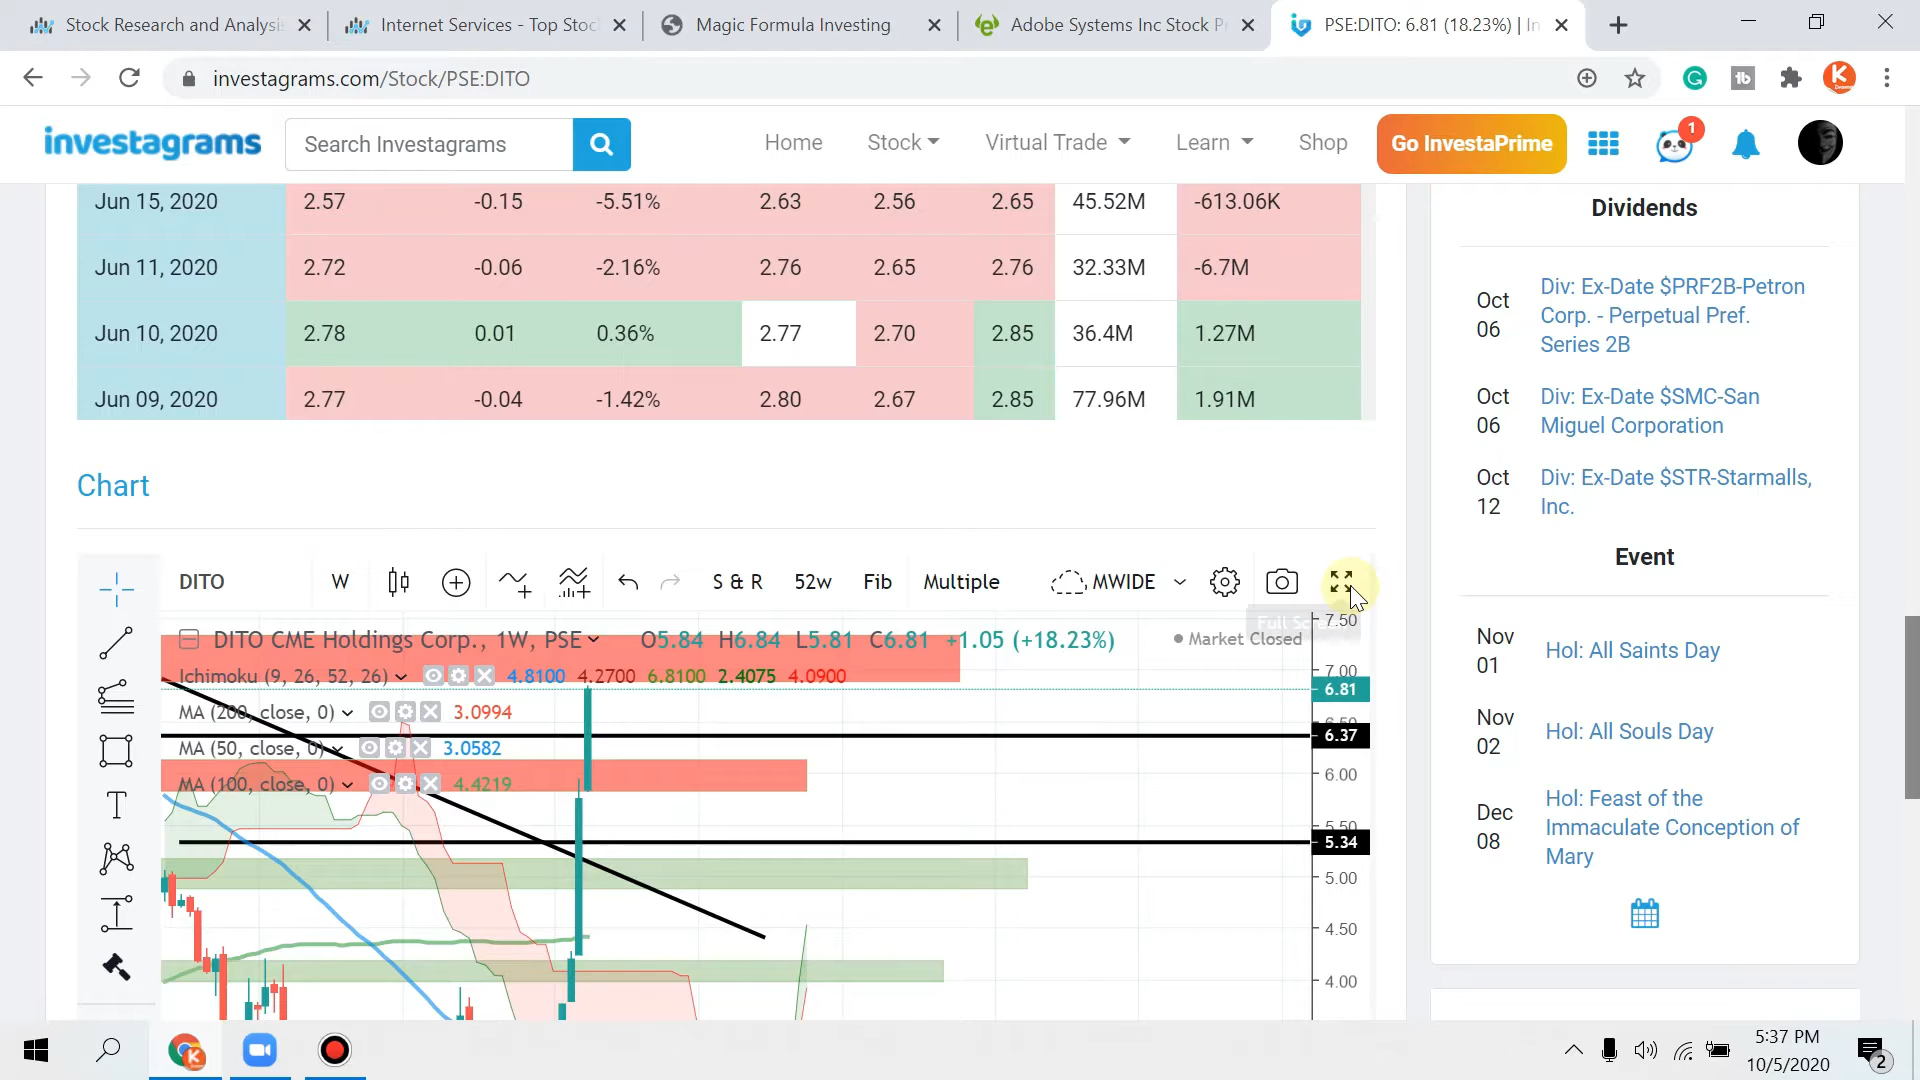 Stock Research and Analysi
Internet Services - Top Stoc
Magic Formula Investing
Adobe Systems Inc Stock Pr
PSE:DITO: 6.81 (18.23%) | In
investagrams.com/Stock/PSE:DITO
investagrams
Search Investagrams
Home
Stock
Virtual Trade
Learn
Shop
Go InvestaPrime
1
Jun 15, 2020 2.57 -0.15 -5.51% 2.63 2.56 2.65 45.52M -613.06K
Jun 11, 2020 2.72 -0.06 -2.16% 2.76 2.65 2.76 32.33M -6.7M
Jun 10, 2020 2.78 0.01 0.36% 2.77 2.70 2.85 36.4M 1.27M
Jun 09, 2020 2.77 -0.04 -1.42% 2.80 2.67 2.85 77.96M 1.91M
Chart
DITO W S & R 52w Fib Multiple MWIDE
DITO CME Holdings Corp., 1W, PSE O5.84 H6.84 L5.81 C6.81 +1.05 (+18.23%)
Market Closed
Ichimoku (9, 26, 52, 26) 4.8100 4.2700 6.8100 2.4075 4.0900
MA (200, close, 0) 3.0994
MA (50, close, 0) 3.0582
MA (100, close, 0) 4.4219
7.50
7.00
6.81
6.50
6.37
6.00
5.50
5.34
5.00
4.50
4.00
Dividends
Oct 06
Div: Ex-Date $PRF2B-Petron
Corp. - Perpetual Pref.
Series 2B
Oct 06
Div: Ex-Date $SMC-San
Miguel Corporation
Oct 12
Div: Ex-Date $STR-Starmalls,
Inc.
Event
Nov 01
Hol: All Saints Day
Nov 02
Hol: All Souls Day
Dec 08
Hol: Feast of the
Immaculate Conception of
Mary
5:37 PM
10/5/2020
2